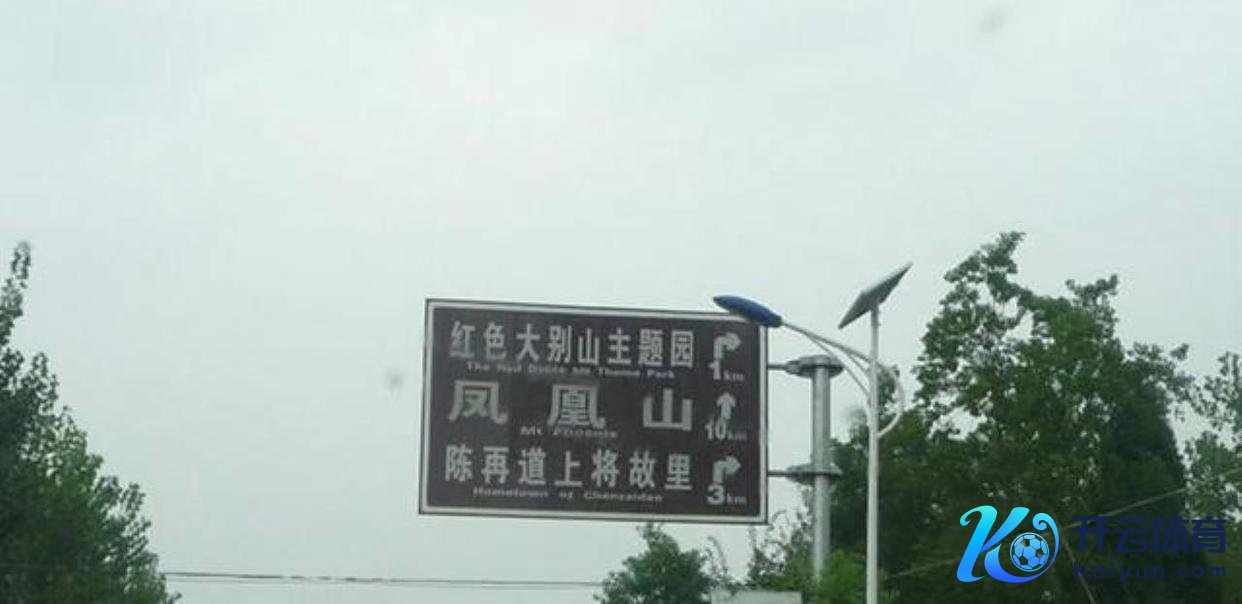 红色大别山主题园
The Red Dabie Mt Theme Park
1km
凤凰山
Mt Phoenix
10km
陈再道上将故里
Hometown of Chenzaidao
3km
开云体育
Kaiyun.com